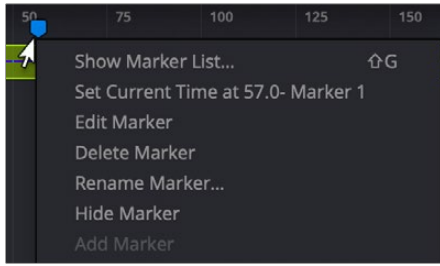 50 75 100 125 150
Show Marker List... ⇧G
Set Current Time at 57.0- Marker 1
Edit Marker
Delete Marker
Rename Marker...
Hide Marker
Add Marker